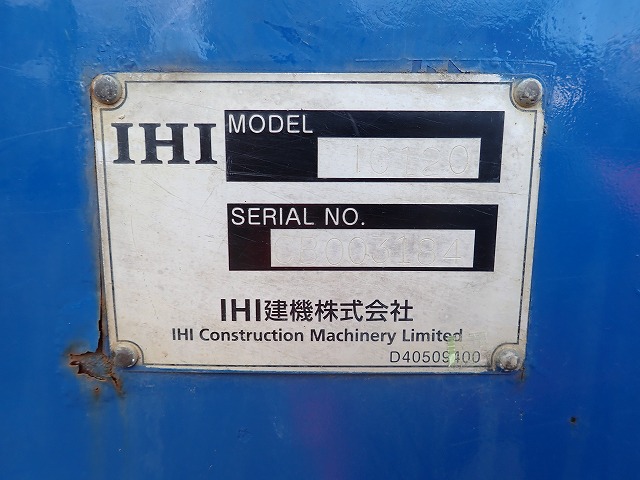 IHI
MODEL
IC120
SERIAL NO.
IHI建機株式会社
IHI Construction Machinery Limited
D40509400